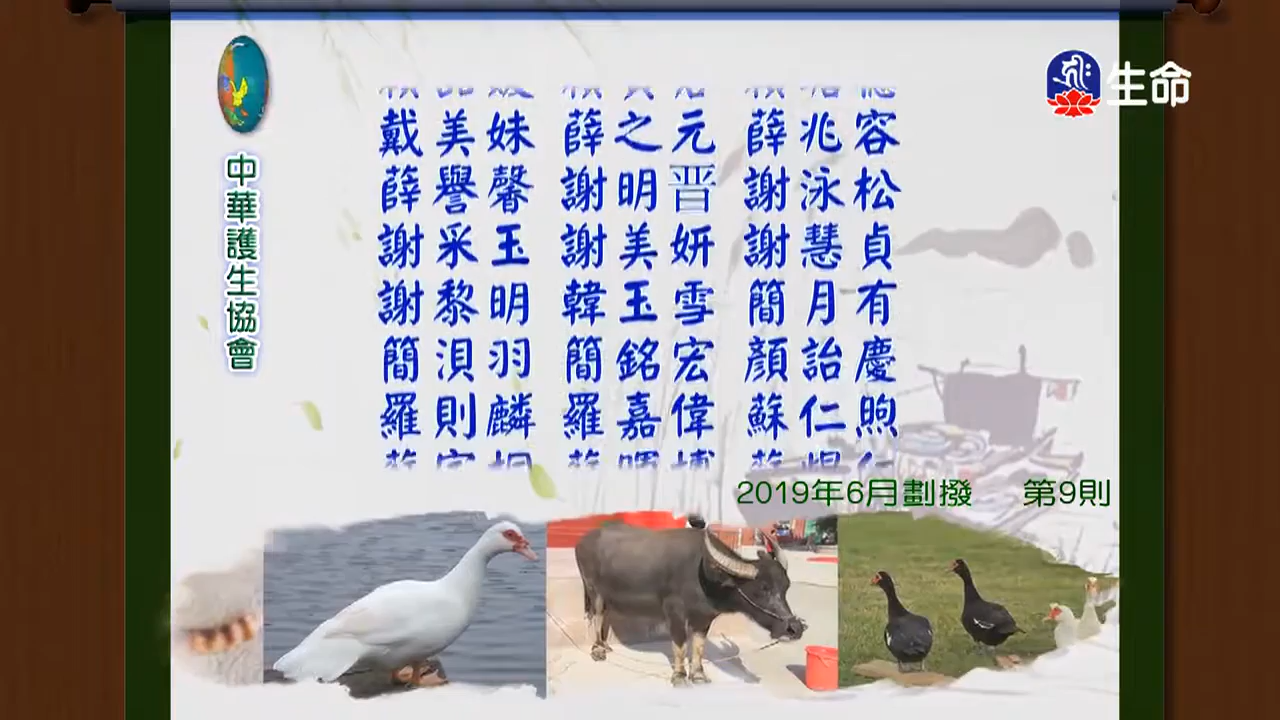 生命
中華護生協會
戴美妹 薛之元 薛兆容
薛譽馨 謝明晋 謝泳松
謝采玉 謝美妍 謝慧貞
謝黎明 韓玉雪 簡月有
簡浿羽 簡銘宏 顏詒慶
羅則麟 羅嘉偉 蘇仁煦
2019年6月劃撥 第9則